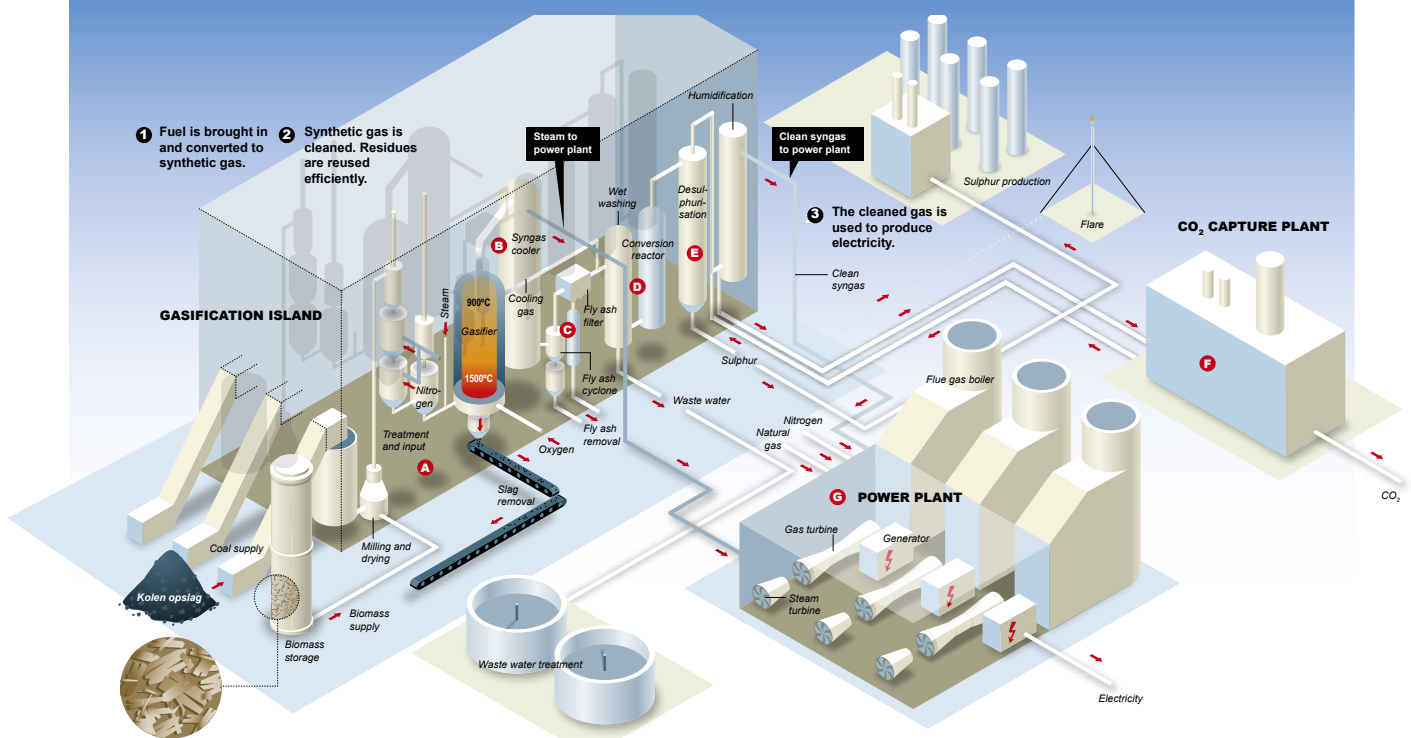 1 Fuel is brought in
and converted to
synthetic gas.
2 Synthetic gas is
cleaned. Residues
are reused
efficiently.
Steam to
power plant
Humidification
Clean syngas
to power plant
Sulphur production
Flare
3 The cleaned gas is
used to produce
electricity.
CO₂ CAPTURE PLANT
GASIFICATION ISLAND
Wet
washing
Desul-
phuri-
sation
B
Syngas
cooler
Conversion
reactor
E
Clean
syngas
Steam
900ºC
Gasifier
1500ºC
Cooling
gas
D
C
Fly ash
filter
Fly ash
cyclone
Sulphur
Flue gas boiler
F
Nitro-
gen
Waste water
Nitrogen
Natural
gas
Fly ash
removal
Oxygen
Treatment
and input
A
Slag
removal
G POWER PLANT
CO₂
Gas turbine
Generator
Coal supply
Milling and
drying
Kolen opslag
Steam
turbine
Biomass
supply
Biomass
storage
Waste water treatment
Electricity